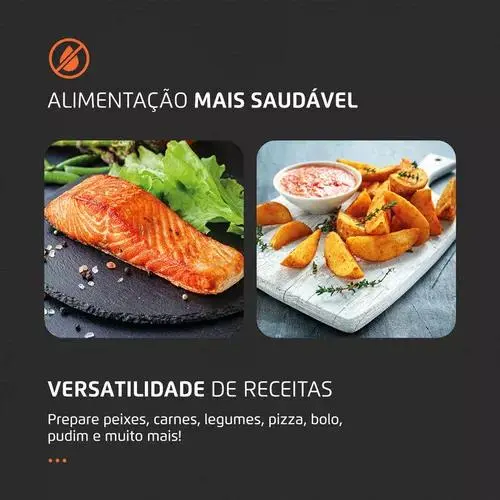 ALIMENTAÇÃO MAIS SAUDÁVEL
VERSATILIDADE DE RECEITAS
Prepare peixes, carnes, legumes, pizza, bolo,
pudim e muito mais!